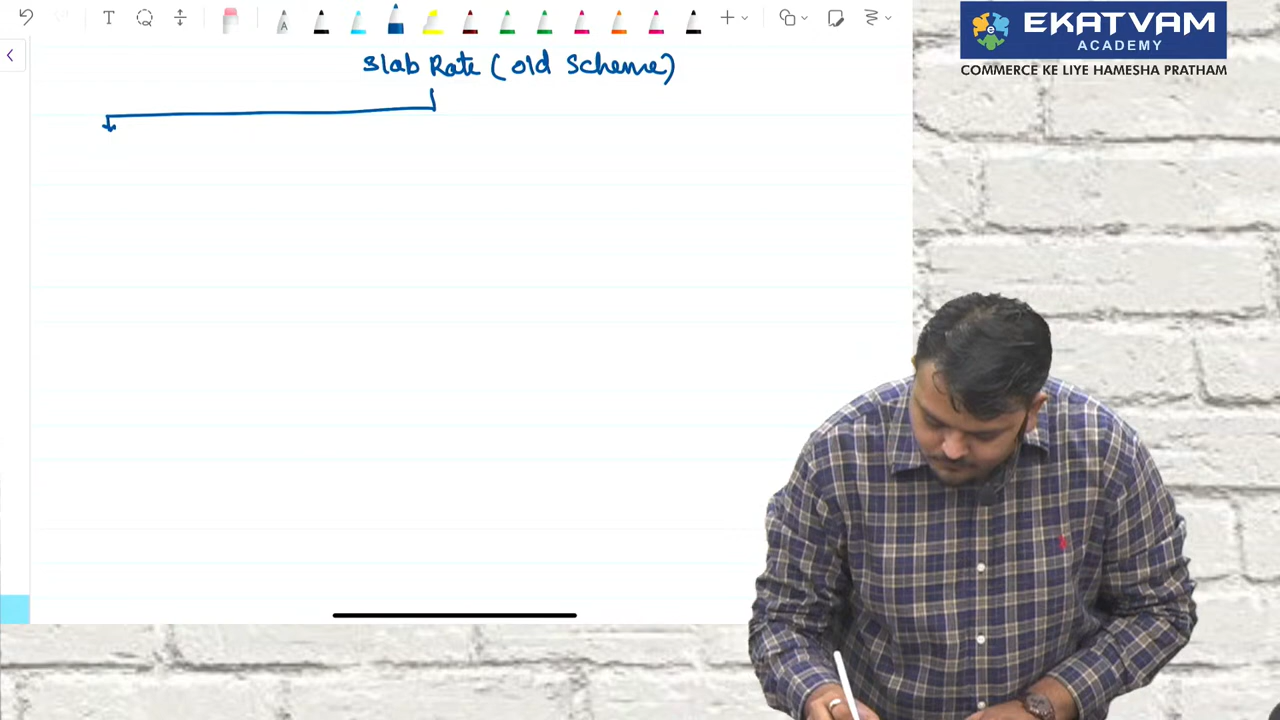 T
A
EKATVAM
ACADEMY
COMMERCE KE LIYE HAMESHA PRATHAM
Slab Rate (Old Scheme)